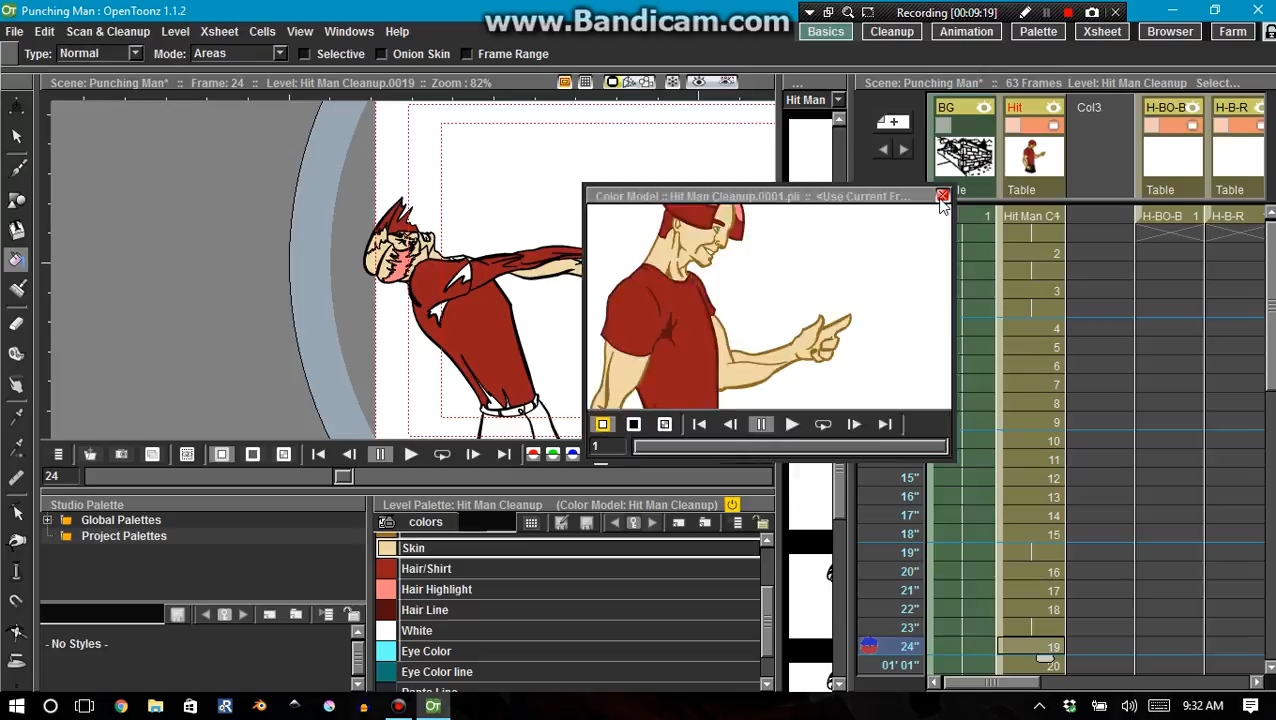 Punching Man : OpenToonz 1.1.2
www.Bandicam.com
Recording [00:09:19]
File Edit Scan & Cleanup Level Xsheet Cells View Windows Help
Basics Cleanup Animation Palette Xsheet Browser Farm
Type: Normal Mode: Areas Selective Onion Skin Frame Range
Scene: Punching Man* :: Frame: 24 :: Level: Hit Man Cleanup.0019 :: Zoom : 82%
...
Scene: Punching Man* :: 63 Frames Level: Hit Man Cleanup Select...
Hit Man
BG Hit Col3 H-BO-B H-B-R
Table Table Table
Color Model :: Hit Man Cleanup.0001.pli :: <Use Current Fr...
1 Hit Man C1 H-BO-B 1 H-B-R
2
3
4
5
6
7
8
9
10
11
15" 12
16" 13
17" 14
18" 15
19"
20" 16
21" 17
22" 18
23"
24" 19
01' 01" 20
1
24
Studio Palette
Global Palettes
Project Palettes
- No Styles -
Level Palette: Hit Man Cleanup (Color Model: Hit Man Cleanup)
colors
Skin
Hair/Shirt
Hair Highlight
Hair Line
White
Eye Color
Eye Color line
9:32 AM